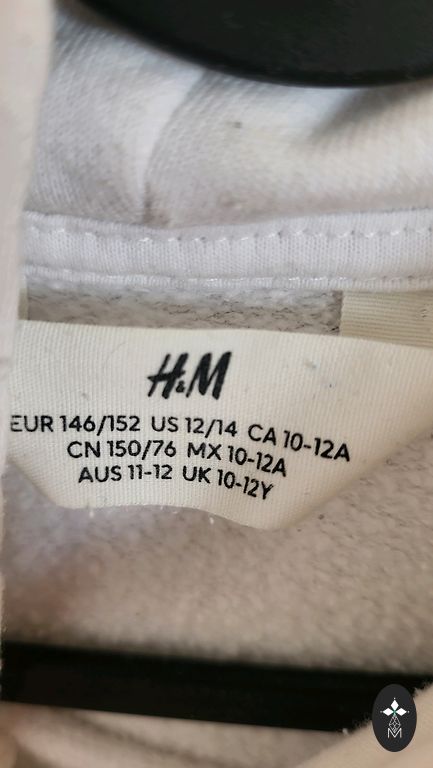 H&M
EUR 146/152 US 12/14 CA 10-12A
CN 150/76 MX 10-12A
AUS 11-12 UK 10-12Y